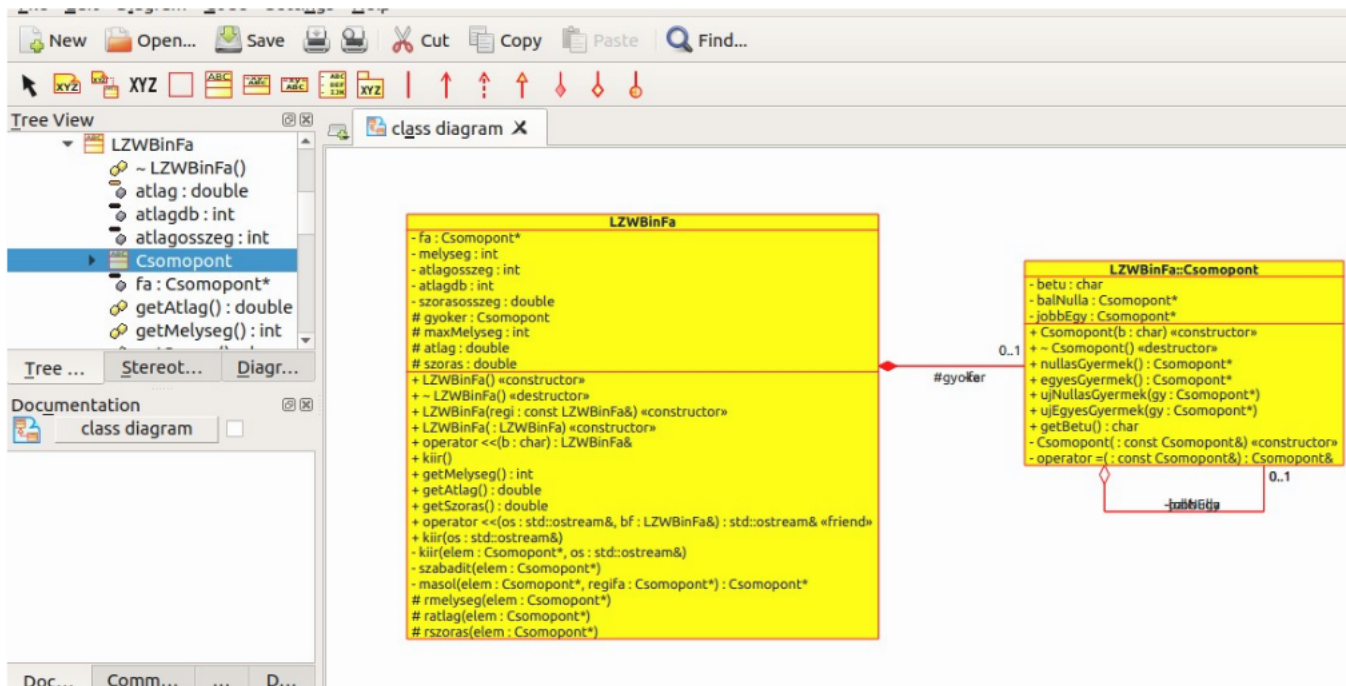 New Open... Save Cut Copy Paste Find...
XYZ
Tree View
class diagram
LZWBinFa
~ LZWBinFa()
atlag : double
atlagdb : int
atlagosszeg : int
Csomopont
fa : Csomopont*
getAtlag() : double
getMelyseg() : int
Tree ... Stereot... Diagr...
Documentation
class diagram
Doc... Comm... ... D...
LZWBinFa
- fa : Csomopont*
- melyseg : int
- atlagosszeg : int
- atlagdb : int
- szorasosszeg : double
# gyoker : Csomopont
# maxMelyseg : int
# atlag : double
# szoras : double
+ LZWBinFa() «constructor»
+ ~ LZWBinFa() «destructor»
+ LZWBinFa(regi : const LZWBinFa&) «constructor»
+ LZWBinFa( : LZWBinFa) «constructor»
+ operator <<(b : char) : LZWBinFa&
+ kiir()
+ getMelyseg() : int
+ getAtlag() : double
+ getSzoras() : double
+ operator <<(os : std::ostream&, bf : LZWBinFa&) : std::ostream& «friend»
+ kiir(os : std::ostream&)
- kiir(elem : Csomopont*, os : std::ostream&)
- szabadit(elem : Csomopont*)
- masol(elem : Csomopont*, regifa : Csomopont*) : Csomopont*
# rmelyseg(elem : Csomopont*)
# ratlag(elem : Csomopont*)
# rszoras(elem : Csomopont*)
0..1
LZWBinFa::Csomopont
- betu : char
- balNulla : Csomopont*
- jobbEgy : Csomopont*
+ Csomopont(b : char) «constructor»
+ ~ Csomopont() «destructor»
+ nullasGyermek() : Csomopont*
+ egyesGyermek() : Csomopont*
+ ujNullasGyermek(gy : Csomopont*)
+ ujEgyesGyermek(gy : Csomopont*)
+ getBetu() : char
- Csomopont( : const Csomopont&) «constructor»
- operator =( : const Csomopont&) : Csomopont&
0..1